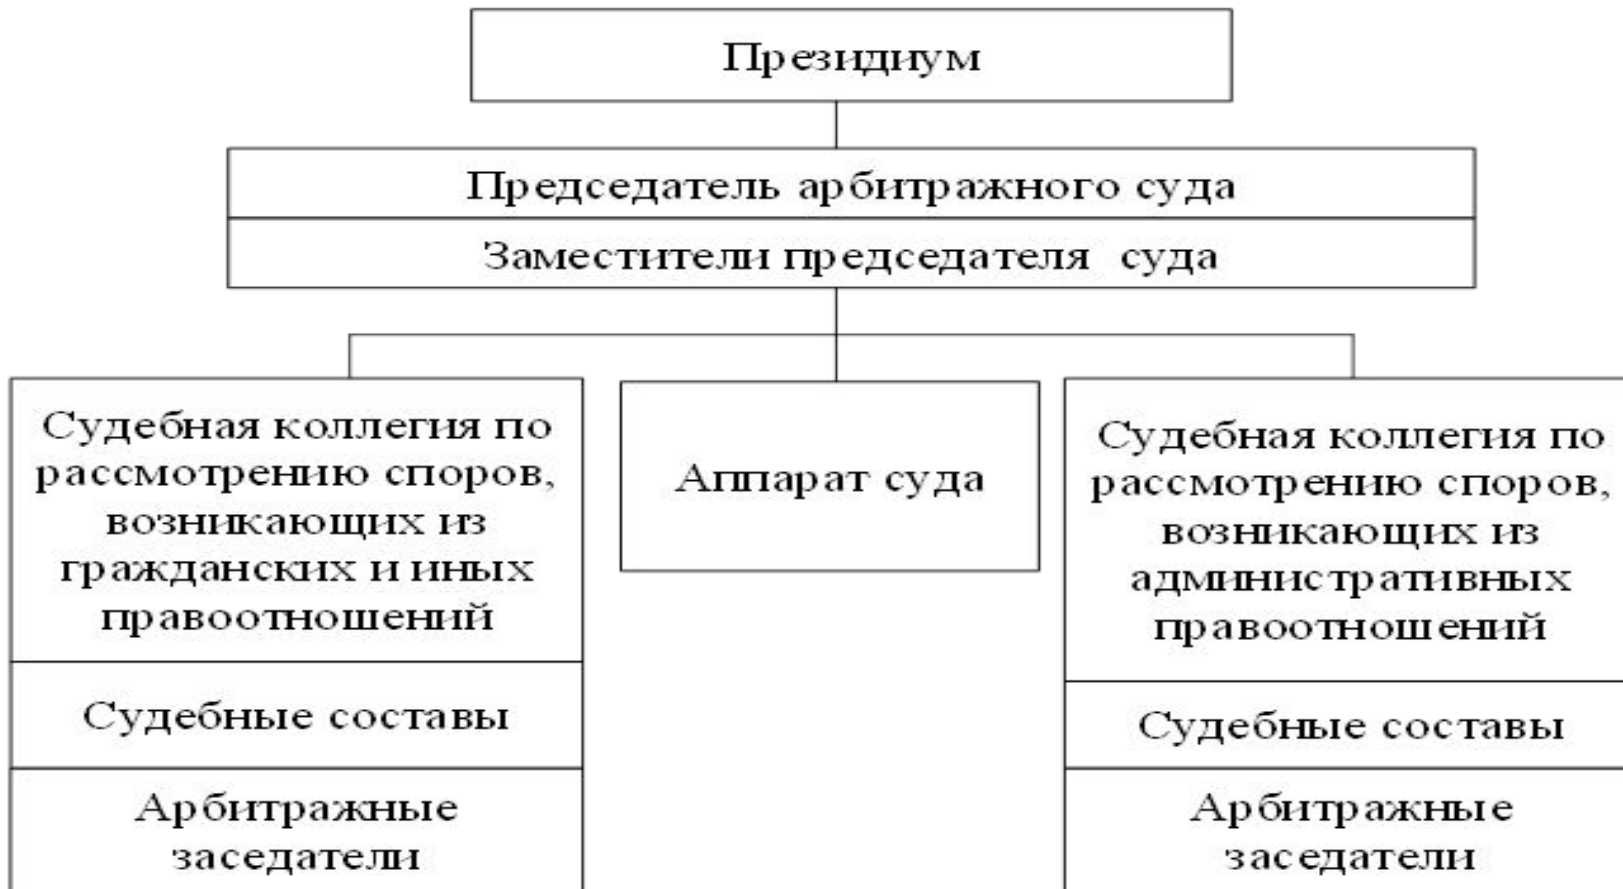 Президиум
Председатель арбитражного суда
Заместители председателя суда
Судебная коллегия по
рассмотрению споров,
возникающих из
гражданских и иных
правоотношений
Судебные составы
Арбитражные
заседатели
Аппарат суда
Судебная коллегия по
рассмотрению споров,
возникающих из
административных
правоотношений
Судебные составы
Арбитражные
заседатели